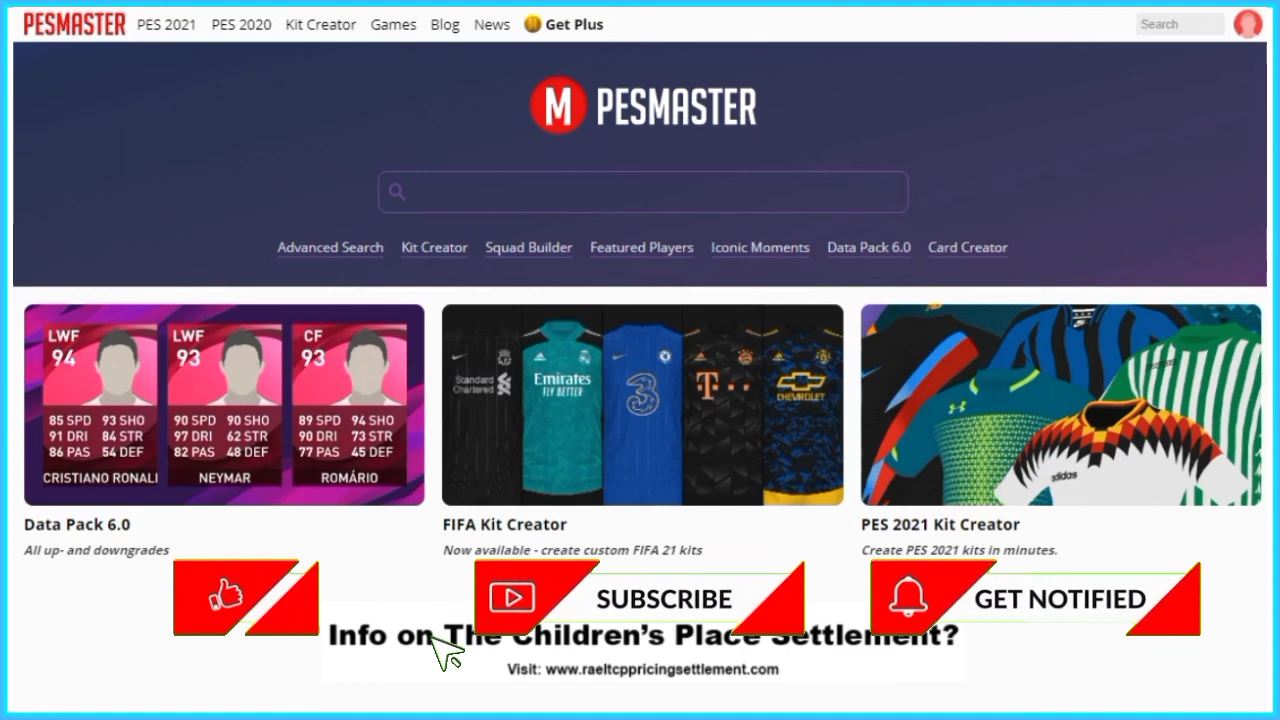 PESMASTER PES 2021 PES 2020 Kit Creator Games Blog News M Get Plus Search
M PESMASTER
Advanced Search Kit Creator Squad Builder Featured Players Iconic Moments Data Pack 6.0 Card Creator
LWF
94
85 SPD 93 SHO
91 DRI 84 STR
86 PAS 54 DEF
CRISTIANO RONALI
LWF
93
90 SPD 90 SHO
97 DRI 62 STR
82 PAS 48 DEF
NEYMAR
CF
93
89 SPD 94 SHO
90 DRI 73 STR
77 PAS 45 DEF
ROMÁRIO
Standard
Chartered
adidas
Emirates
FLY BETTER
3
T
CHEVROLET
adidas
Data Pack 6.0
All up- and downgrades
FIFA Kit Creator
Now available - create custom FIFA 21 kits
PES 2021 Kit Creator
Create PES 2021 kits in minutes.
SUBSCRIBE
GET NOTIFIED
Info on The Children's Place Settlement?
Visit: www.raeltcppricingsettlement.com